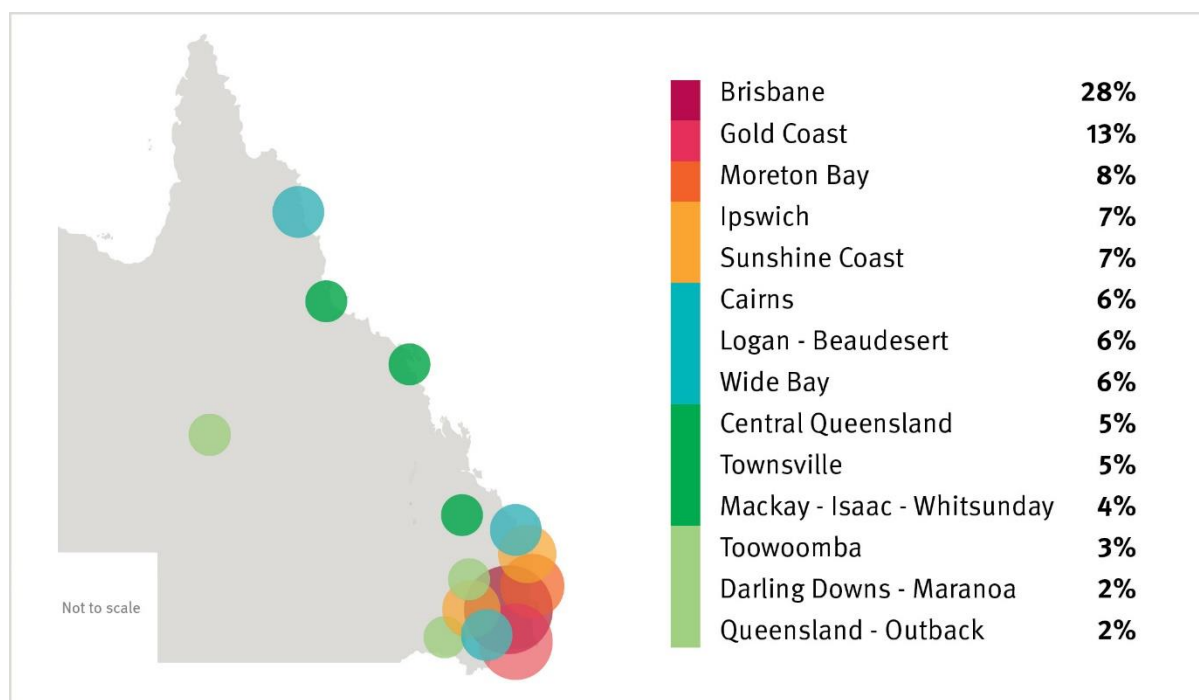 Brisbane 28%
Gold Coast 13%
Moreton Bay 8%
Ipswich 7%
Sunshine Coast 7%
Cairns 6%
Logan - Beaudesert 6%
Wide Bay 6%
Central Queensland 5%
Townsville 5%
Mackay - Isaac - Whitsunday 4%
Toowoomba 3%
Darling Downs - Maranoa 2%
Queensland - Outback 2%
Not to scale